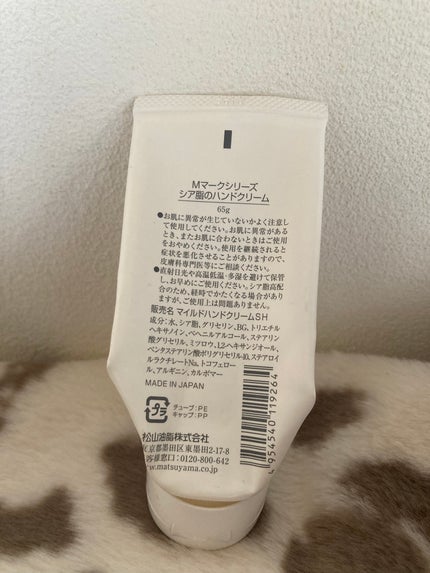 Mマークシリーズ
シア脂のハンドクリーム
65g
●お肌に異常が生じていないかよく注意し
て使用してください。お肌に異常がある
とき、またお肌に合わないときはご使用
をおやめください。使用を継続されると
症状を悪化させることがありますので、
皮膚科専門医等にご相談ください。
●直射日光や高温低温・多湿を避けて保管
し、お早めにご使用ください。シア脂高配
合のため、経時でかたくなる場合があり
ますが、ご使用上は問題ありません。
販売名 マイルドハンドクリームSH
成分：水、シア脂、グリセリン、BG、トリエチル
ヘキサノイン、ベヘニルアルコール、ステアリン
酸グリセリル、ミツロウ、1,2-ヘキサンジオール、
ペンタステアリン酸ポリグリセリル-10、ステアロイ
ルラクチレートNa、トコフェロー
ル、アルギニン、カルボマー
MADE IN JAPAN
プラ
チューブ：PE
キャップ：PP
松山油脂株式会社
京都墨田区東墨田2-17-8
客様窓口：0120-800-642
www.matsuyama.co.jp
4954540119264